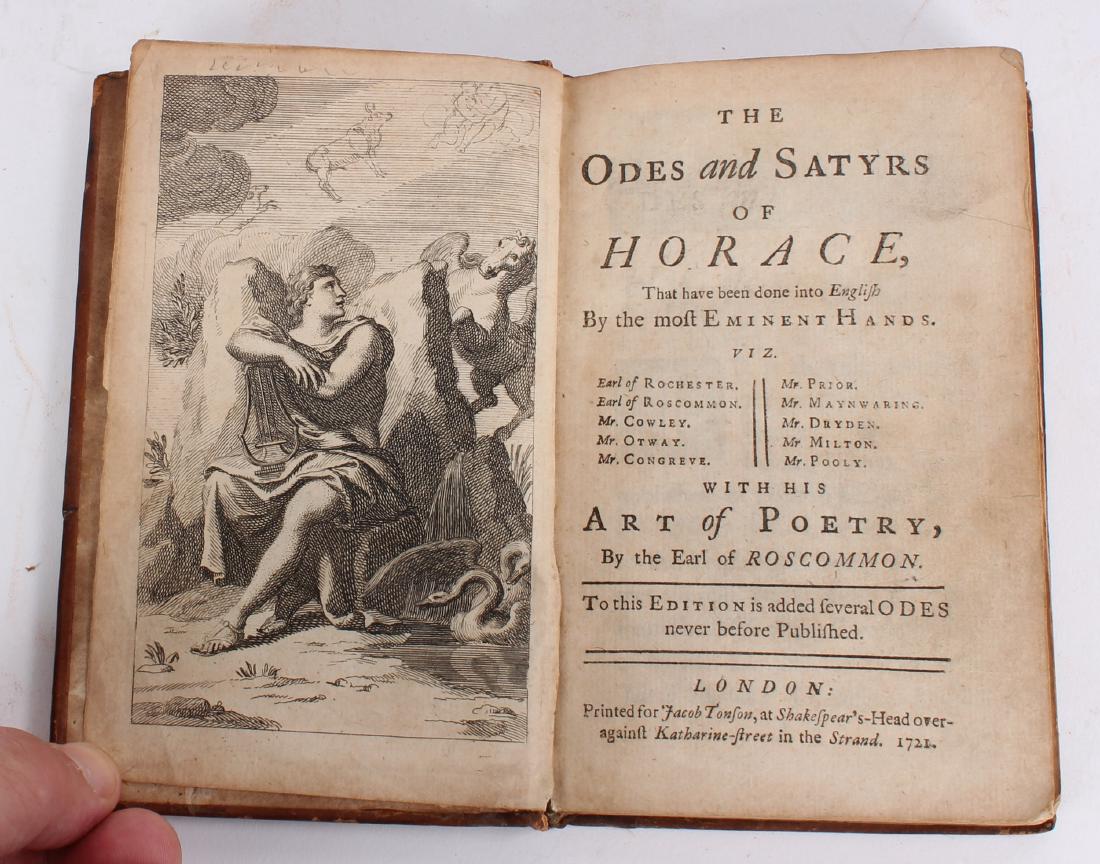 THE
ODES and SATYRS
OF
HORACE,
That have been done into Engliſh
By the moſt EMINENT HANDS.
VIZ.
Earl of ROCHESTER.
Earl of ROSCOMMON.
Mr. COWLEY.
Mr. OTWAY.
Mr. CONGREVE.
Mr. PRIOR.
Mr. MAYNWARING.
Mr. DRYDEN.
Mr MILTON.
Mr. POOLY.
WITH HIS
ART of POETRY,
By the Earl of ROSCOMMON.
To this EDITION is added ſeveral ODES
never before Publiſhed.
LONDON:
Printed for Jacob Tonſon, at Shakeſpear's-Head over-
againſt Katharine-ſtreet in the Strand. 1721.